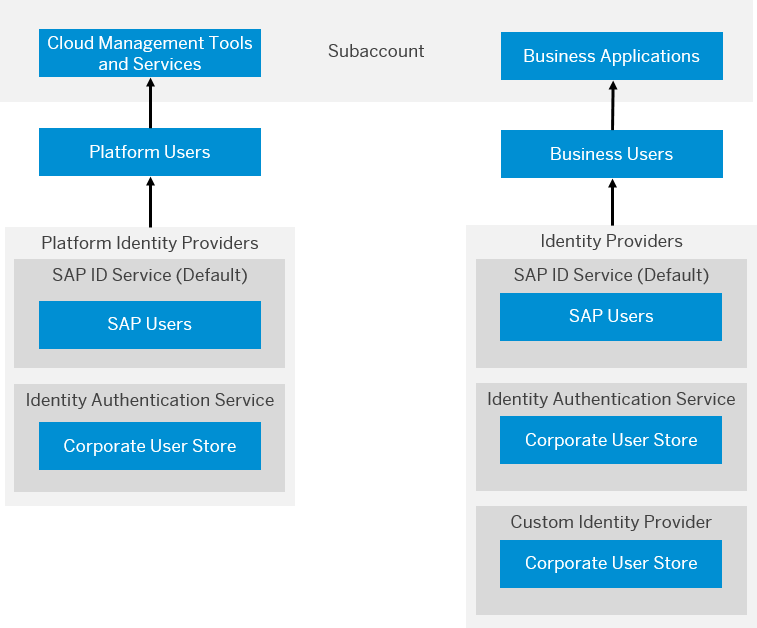 Cloud Management Tools
and Services
Subaccount
Business Applications
Platform Users
Business Users
Platform Identity Providers
SAP ID Service (Default)
SAP Users
Identity Authentication Service
Corporate User Store
Identity Providers
SAP ID Service (Default)
SAP Users
Identity Authentication Service
Corporate User Store
Custom Identity Provider
Corporate User Store